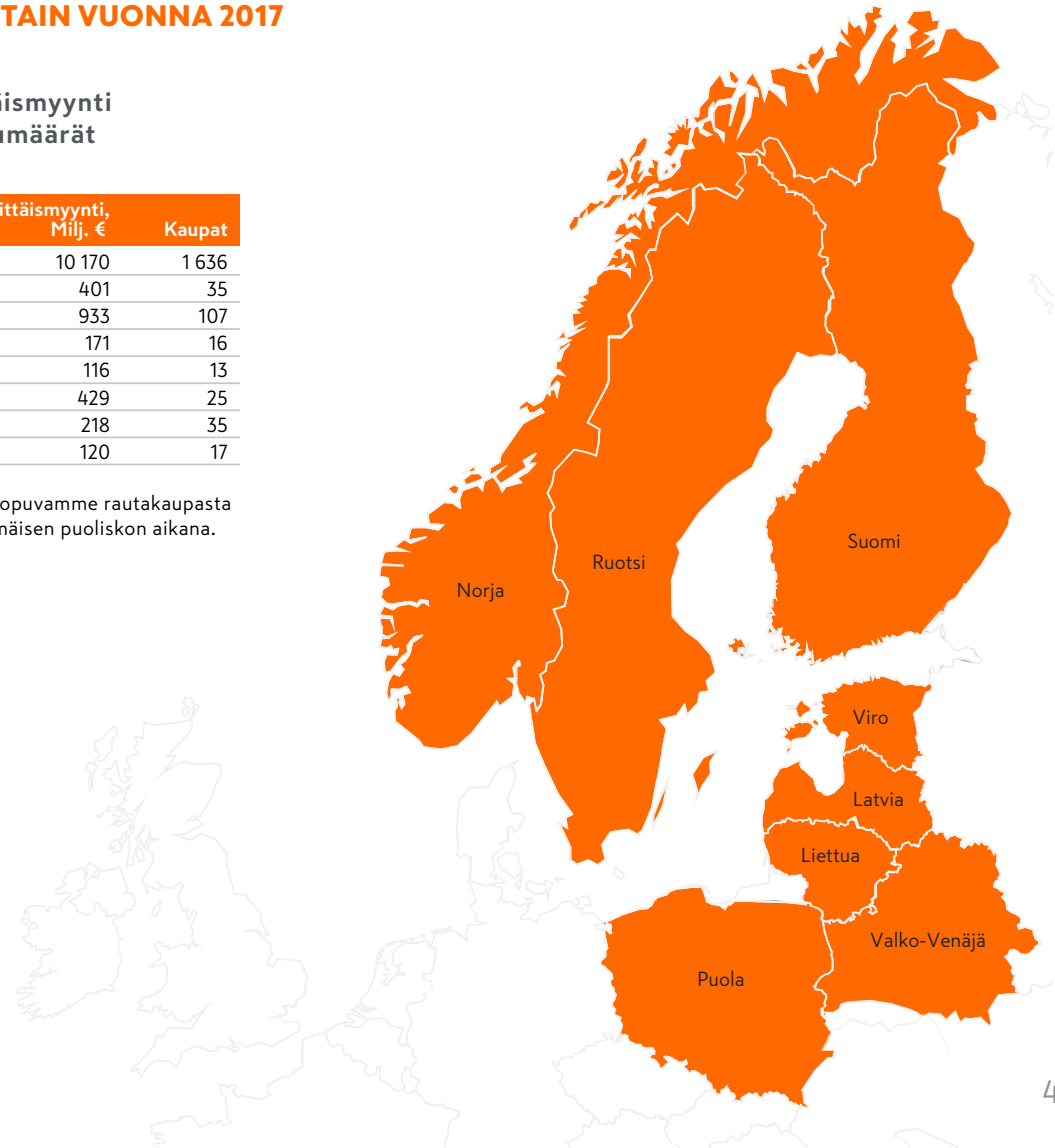 TAIN VUONNA 2017
äismyynti
umäärät
ittäismyynti,
Milj. € Kaupat
10 170 1 636
401 35
933 107
171 16
116 13
429 25
218 35
120 17
opuvamme rautakaupasta
mäisen puoliskon aikana.
Suomi
Ruotsi
Norja
Viro
Latvia
Liettua
Valko-Venäjä
Puola
4